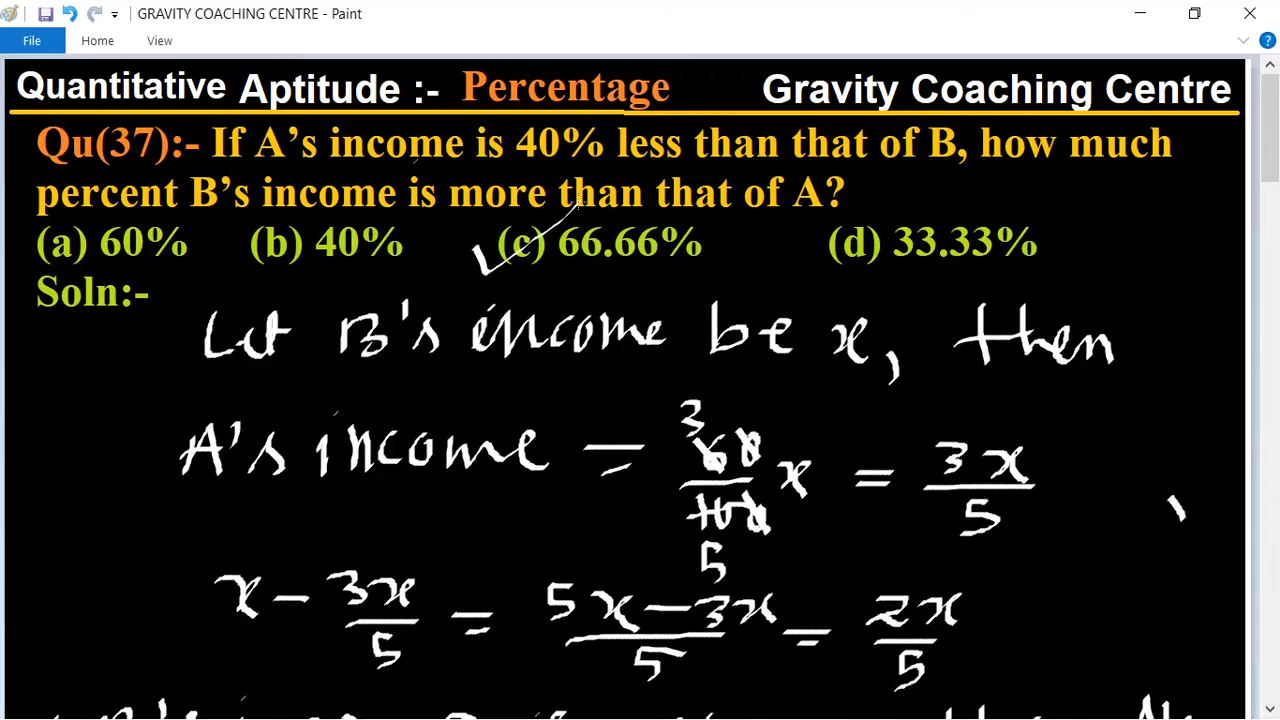 GRAVITY COACHING CENTRE - Paint
File Home View
Quantitative Aptitude :- Percentage Gravity Coaching Centre
Qu(37):- If A’s income is 40% less than that of B, how much
percent B’s income is more than that of A?
(a) 60% (b) 40% (c) 66.66% (d) 33.33%
Soln:-
Let B's income be x, then
A's income = 3 60/100 5 x = 3x/5
x - 3x/5 = 5x-3x/5 = 2x/5